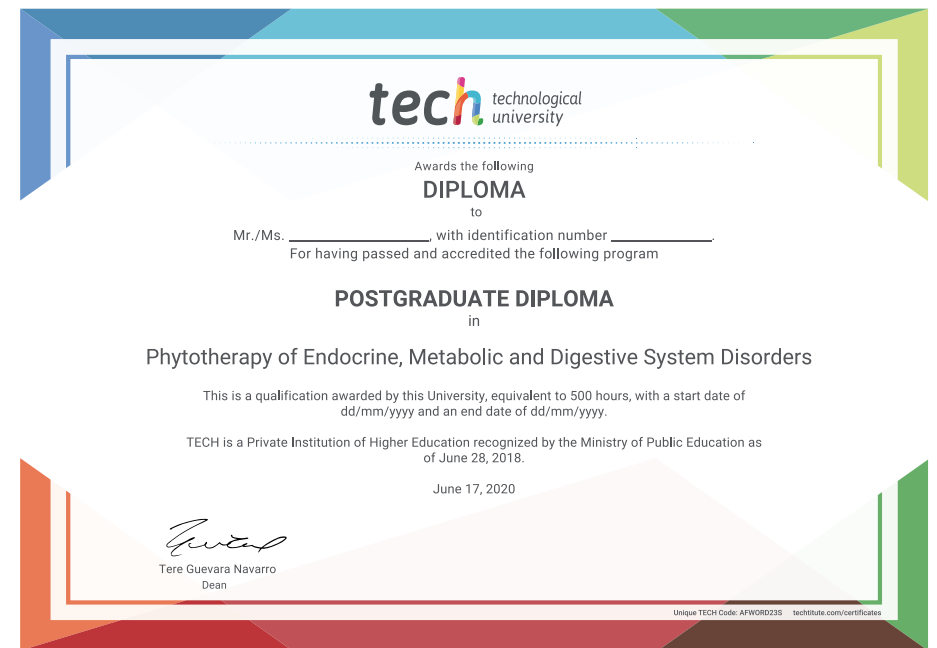 tech technological
university
Awards the following
DIPLOMA
to
Mr./Ms. ____________________, with identification number ______________.
For having passed and accredited the following program
POSTGRADUATE DIPLOMA
in
Phytotherapy of Endocrine, Metabolic and Digestive System Disorders
This is a qualification awarded by this University, equivalent to 500 hours, with a start date of
dd/mm/yyyy and an end date of dd/mm/yyyy.
TECH is a Private Institution of Higher Education recognized by the Ministry of Public Education as
of June 28, 2018.
June 17, 2020
Tere Guevara Navarro
Dean
Unique TECH Code: AFWORD23S techtitute.com/certificates